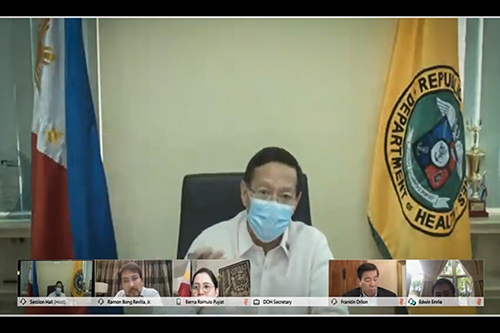 REPUBLIC
DEPARTMENT of HEALTH
Session Hall (Host)
Ramon Bong Revilla, Jr.
Berna Romulo Puyat
DOH Secretary
Franklin Drilon
Edwin Enrile